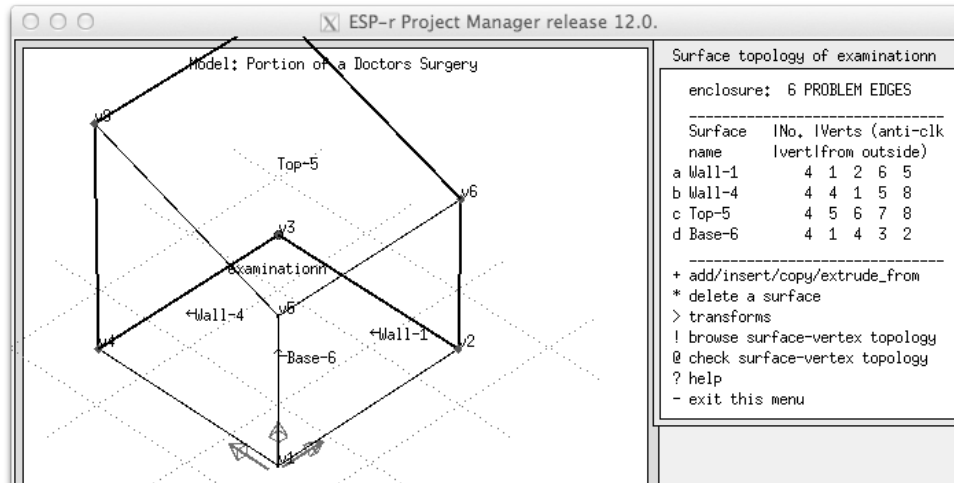 X ESP-r Project Manager release 12.0.
Model: Portion of a Doctors Surgery
v8
Top-5
v6
v3
examinationn
v5
←Wall-4
←Wall-1
v4
Base-6
v2
v1
Surface topology of examinationn
enclosure: 6 PROBLEM EDGES
Surface |No. |Verts (anti-clk
name |vert|from outside)
a Wall-1 4 1 2 6 5
b Wall-4 4 4 1 5 8
c Top-5 4 5 6 7 8
d Base-6 4 1 4 3 2
+ add/insert/copy/extrude_from
* delete a surface
> transforms
! browse surface-vertex topology
@ check surface-vertex topology
? help
- exit this menu